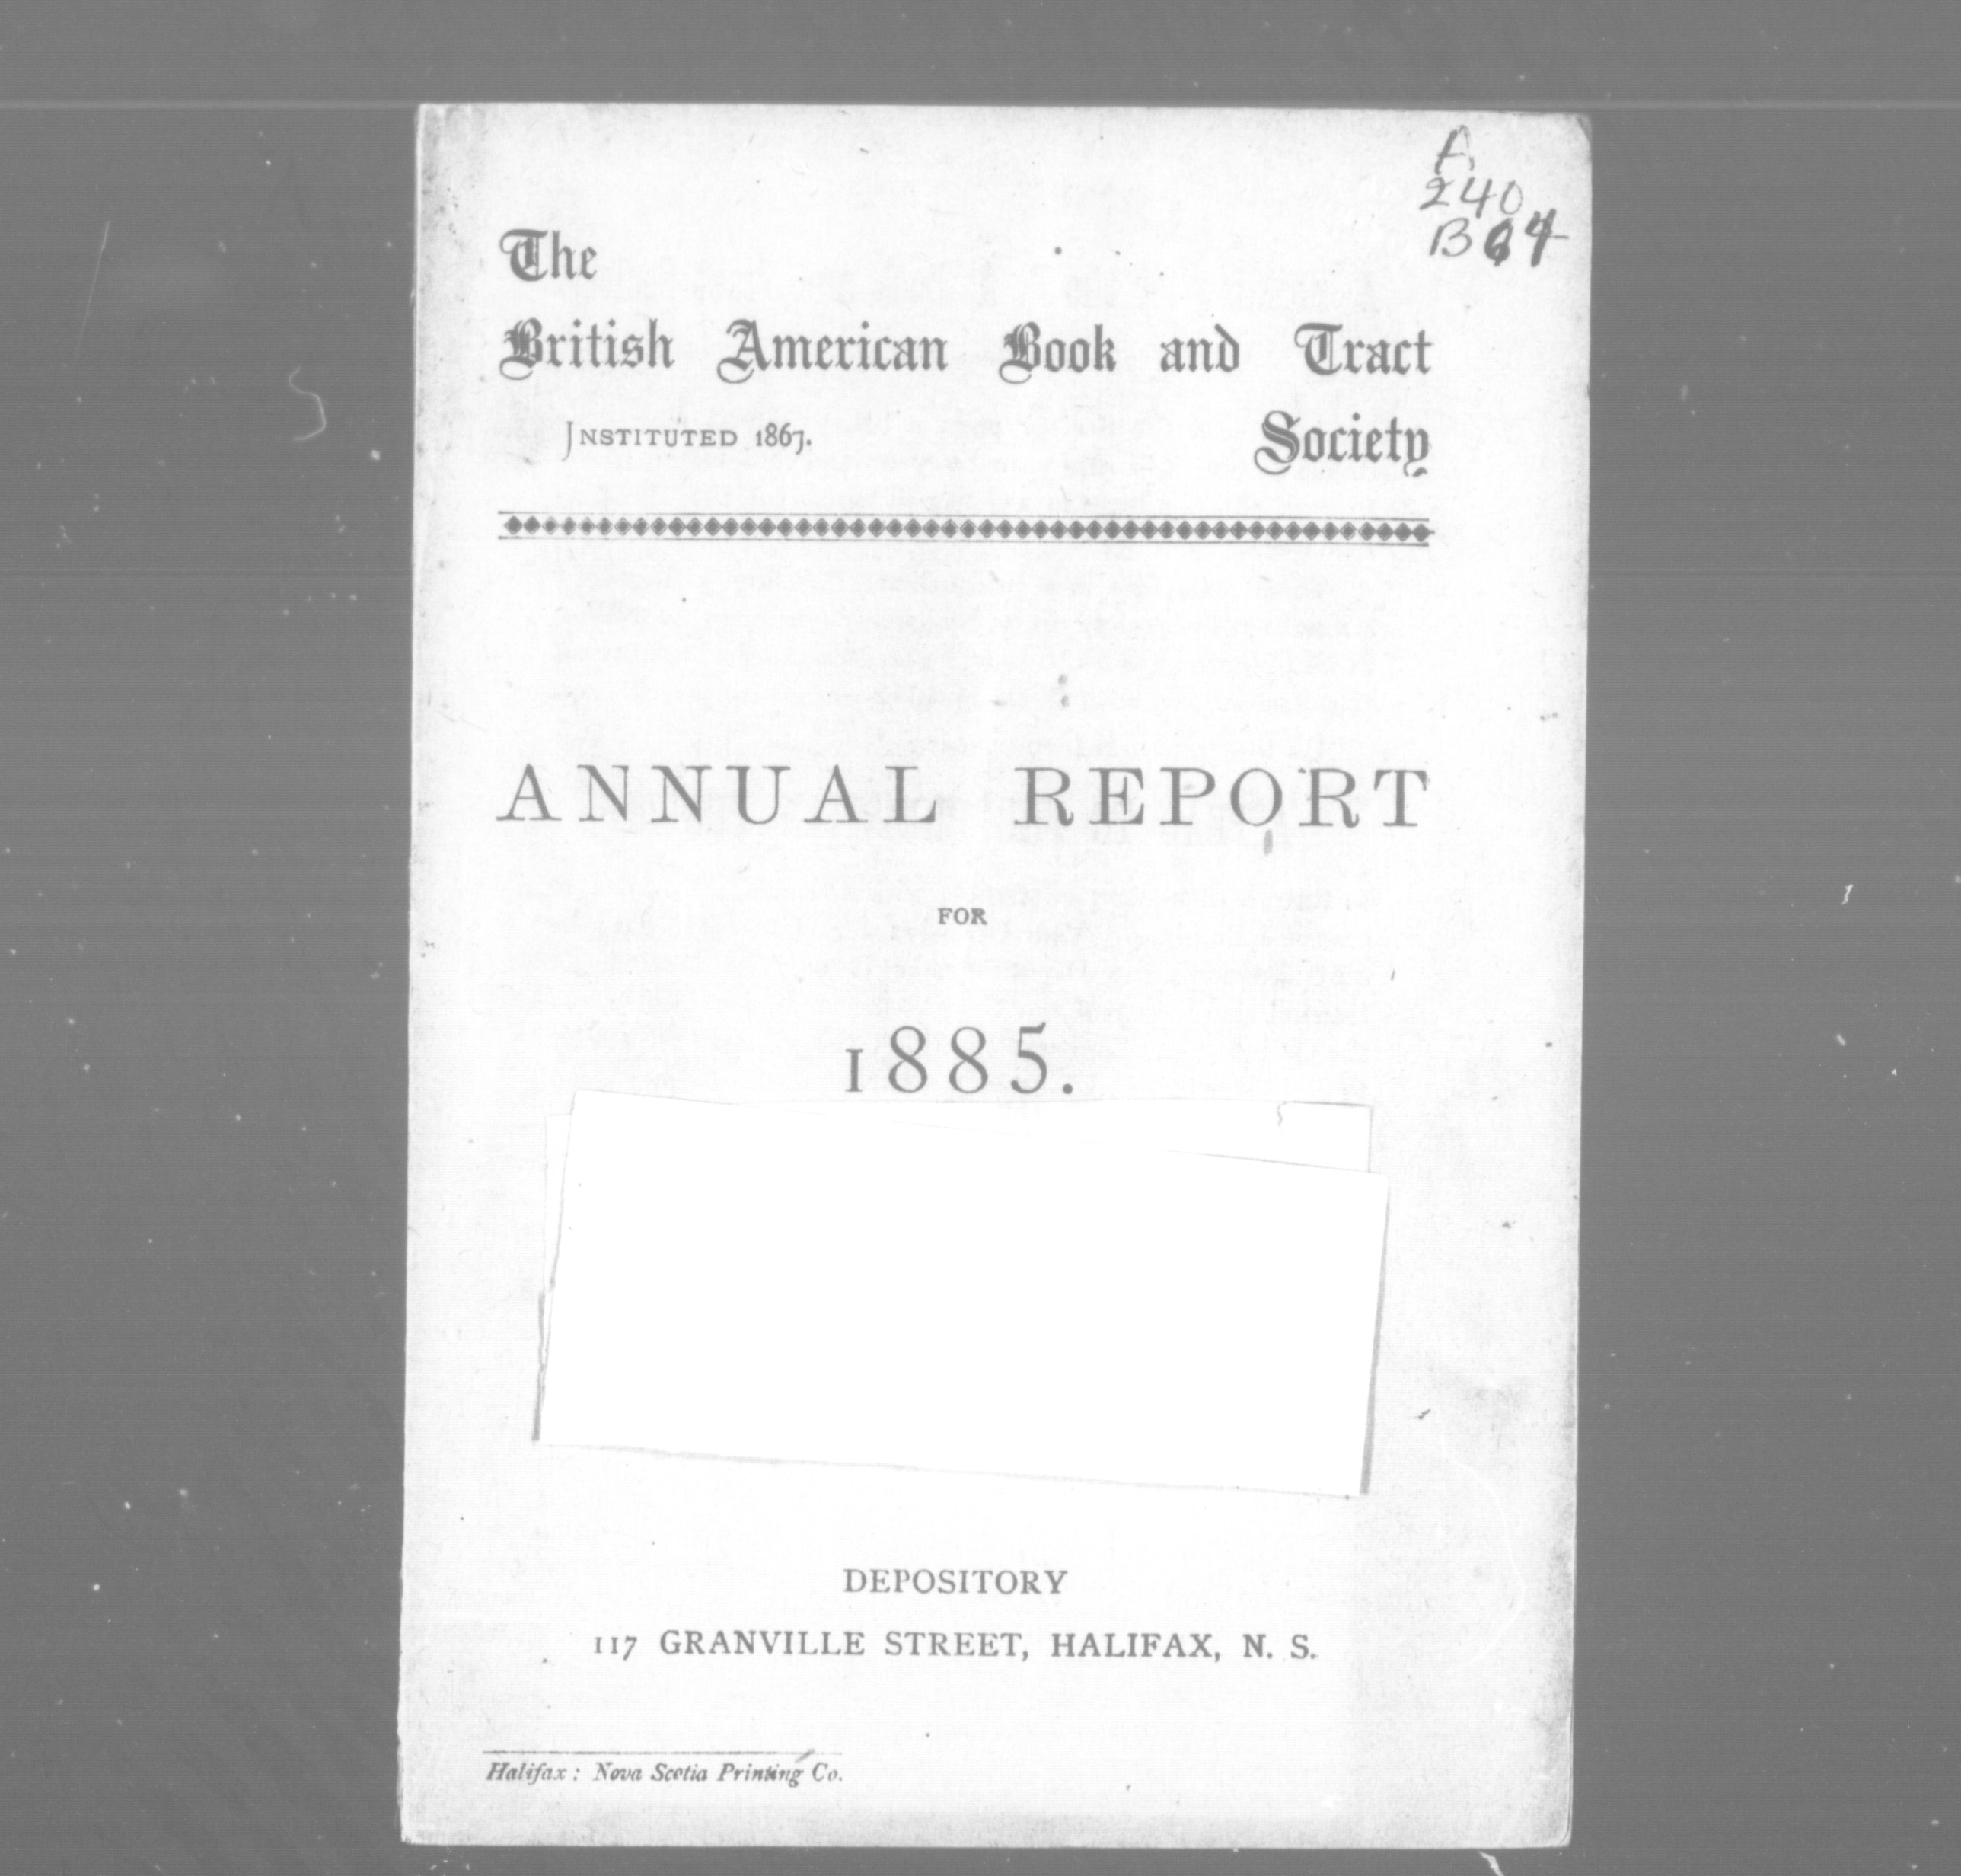 A
240
B64
The
British American Book and Tract
INSTITUTED 1867. Society
ANNUAL REPORT
FOR
1885.
DEPOSITORY
117 GRANVILLE STREET, HALIFAX, N. S.
Halifax: Nova Scotia Printing Co.